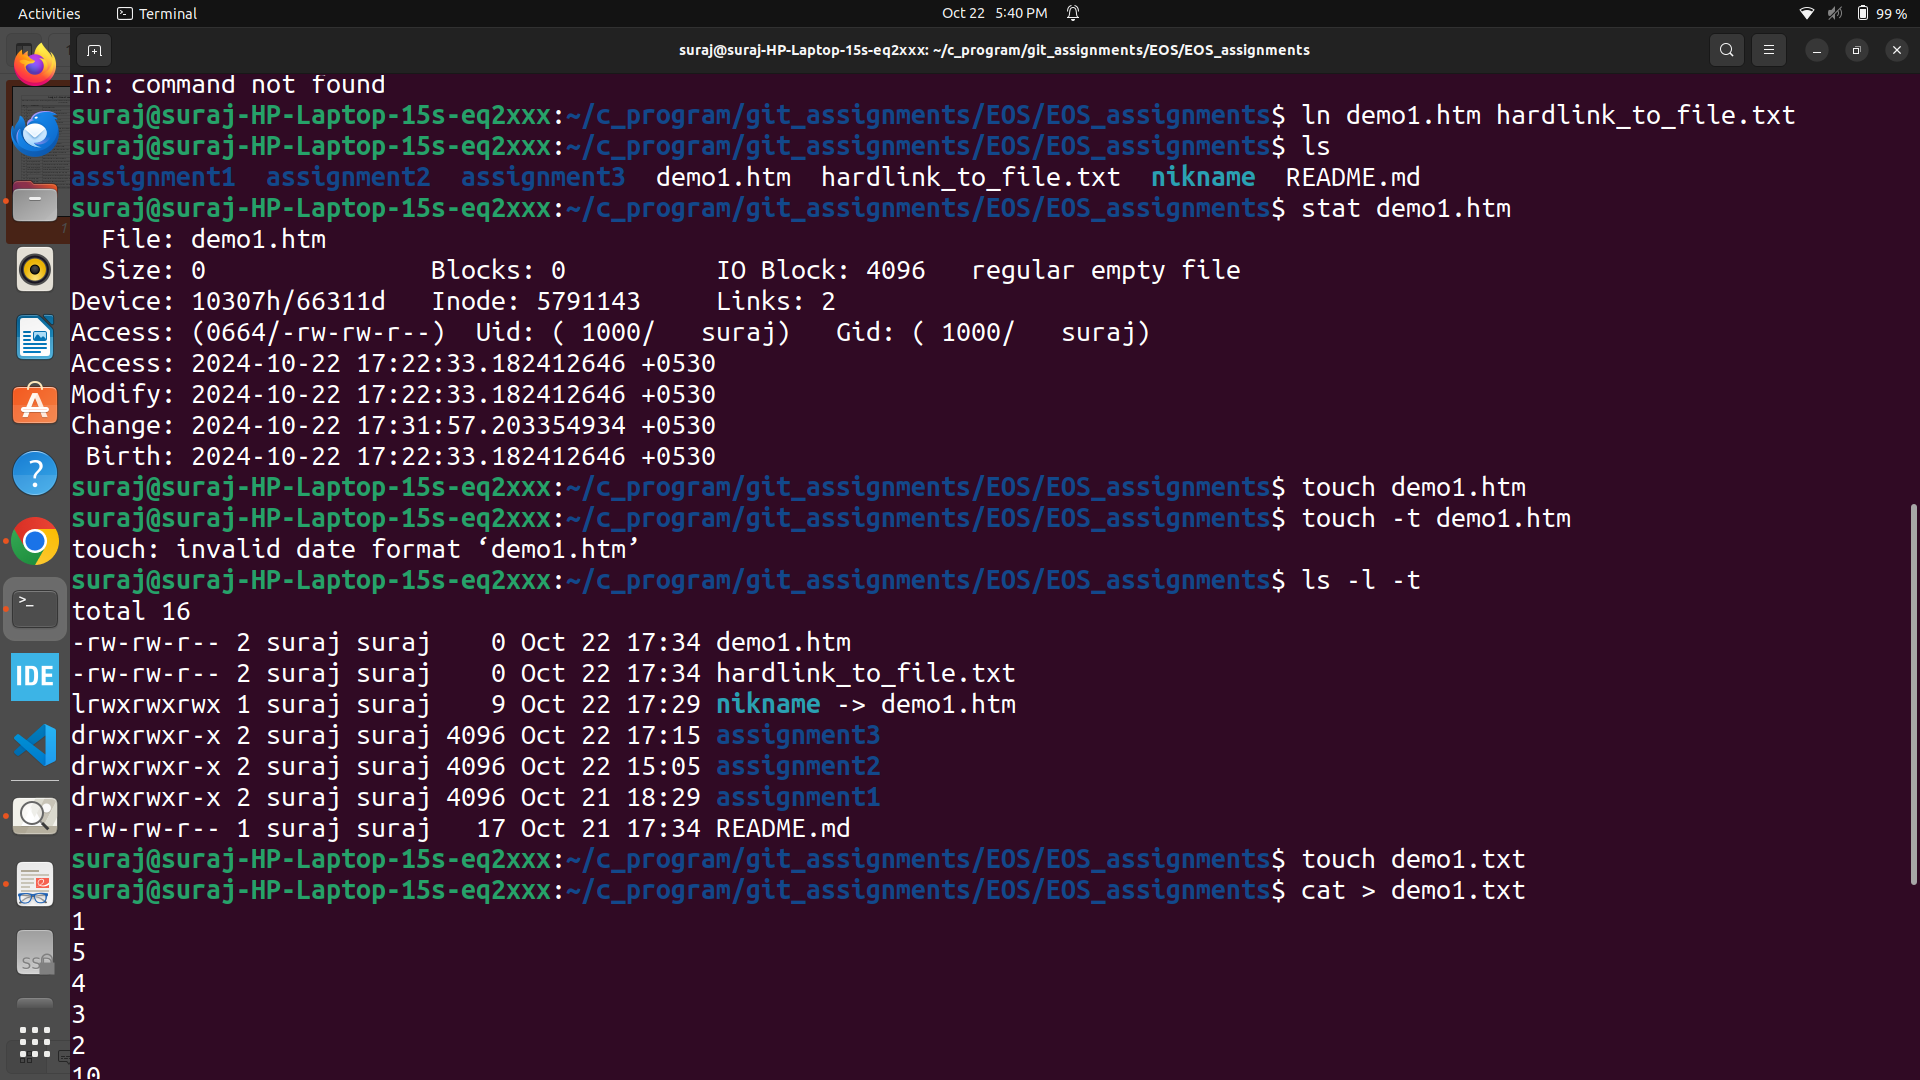 Activities Terminal Oct 22 5:40 PM 99 %
suraj@suraj-HP-Laptop-15s-eq2xxx: ~/c_program/git_assignments/EOS/EOS_assignments
In: command not found
suraj@suraj-HP-Laptop-15s-eq2xxx:~/c_program/git_assignments/EOS/EOS_assignments$ ln demo1.htm hardlink_to_file.txt
suraj@suraj-HP-Laptop-15s-eq2xxx:~/c_program/git_assignments/EOS/EOS_assignments$ ls
assignment1 assignment2 assignment3 demo1.htm hardlink_to_file.txt nikname README.md
suraj@suraj-HP-Laptop-15s-eq2xxx:~/c_program/git_assignments/EOS/EOS_assignments$ stat demo1.htm
File: demo1.htm
Size: 0 Blocks: 0 IO Block: 4096 regular empty file
Device: 10307h/66311d Inode: 5791143 Links: 2
Access: (0664/-rw-rw-r--) Uid: ( 1000/ suraj) Gid: ( 1000/ suraj)
Access: 2024-10-22 17:22:33.182412646 +0530
Modify: 2024-10-22 17:22:33.182412646 +0530
Change: 2024-10-22 17:31:57.203354934 +0530
Birth: 2024-10-22 17:22:33.182412646 +0530
suraj@suraj-HP-Laptop-15s-eq2xxx:~/c_program/git_assignments/EOS/EOS_assignments$ touch demo1.htm
suraj@suraj-HP-Laptop-15s-eq2xxx:~/c_program/git_assignments/EOS/EOS_assignments$ touch -t demo1.htm
touch: invalid date format ‘demo1.htm’
suraj@suraj-HP-Laptop-15s-eq2xxx:~/c_program/git_assignments/EOS/EOS_assignments$ ls -l -t
total 16
-rw-rw-r-- 2 suraj suraj 0 Oct 22 17:34 demo1.htm
-rw-rw-r-- 2 suraj suraj 0 Oct 22 17:34 hardlink_to_file.txt
lrwxrwxrwx 1 suraj suraj 9 Oct 22 17:29 nikname -> demo1.htm
drwxrwxr-x 2 suraj suraj 4096 Oct 22 17:15 assignment3
drwxrwxr-x 2 suraj suraj 4096 Oct 22 15:05 assignment2
drwxrwxr-x 2 suraj suraj 4096 Oct 21 18:29 assignment1
-rw-rw-r-- 1 suraj suraj 17 Oct 21 17:34 README.md
suraj@suraj-HP-Laptop-15s-eq2xxx:~/c_program/git_assignments/EOS/EOS_assignments$ touch demo1.txt
suraj@suraj-HP-Laptop-15s-eq2xxx:~/c_program/git_assignments/EOS/EOS_assignments$ cat > demo1.txt
1
5
4
3
2
10
IDE
SS